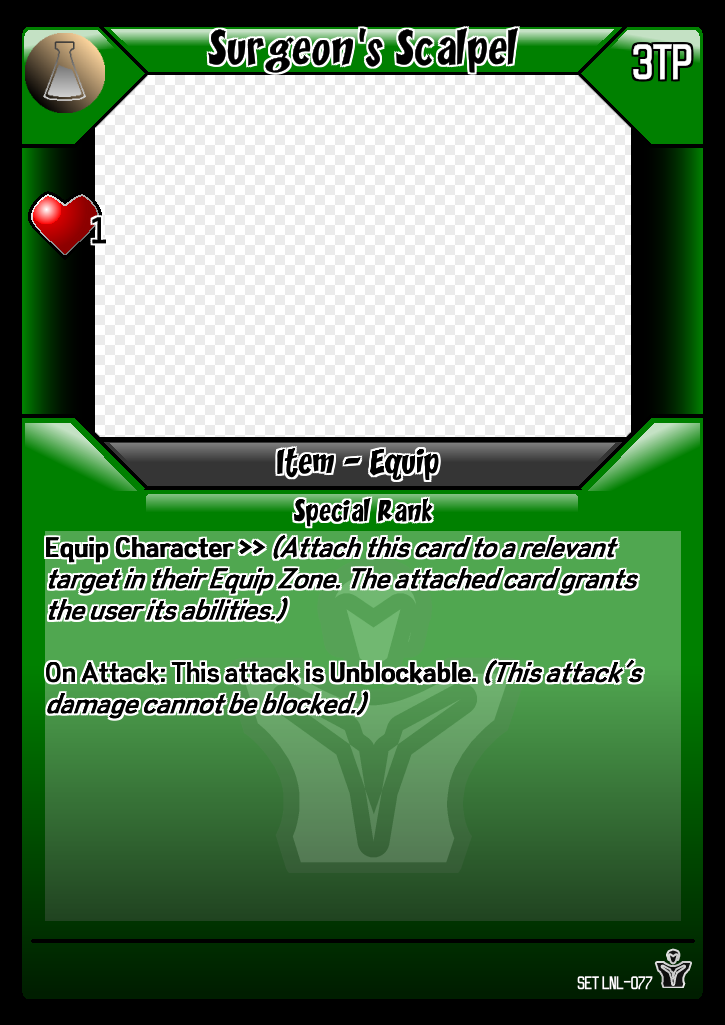 Surgeon's Scalpel
3TP
1
Item - Equip
Special Rank
Equip Character >> (Attach this card to a relevant
target in their Equip Zone. The attached card grants
the user its abilities.)
On Attack: This attack is Unblockable. (This attack's
damage cannot be blocked.)
SET LNL-077